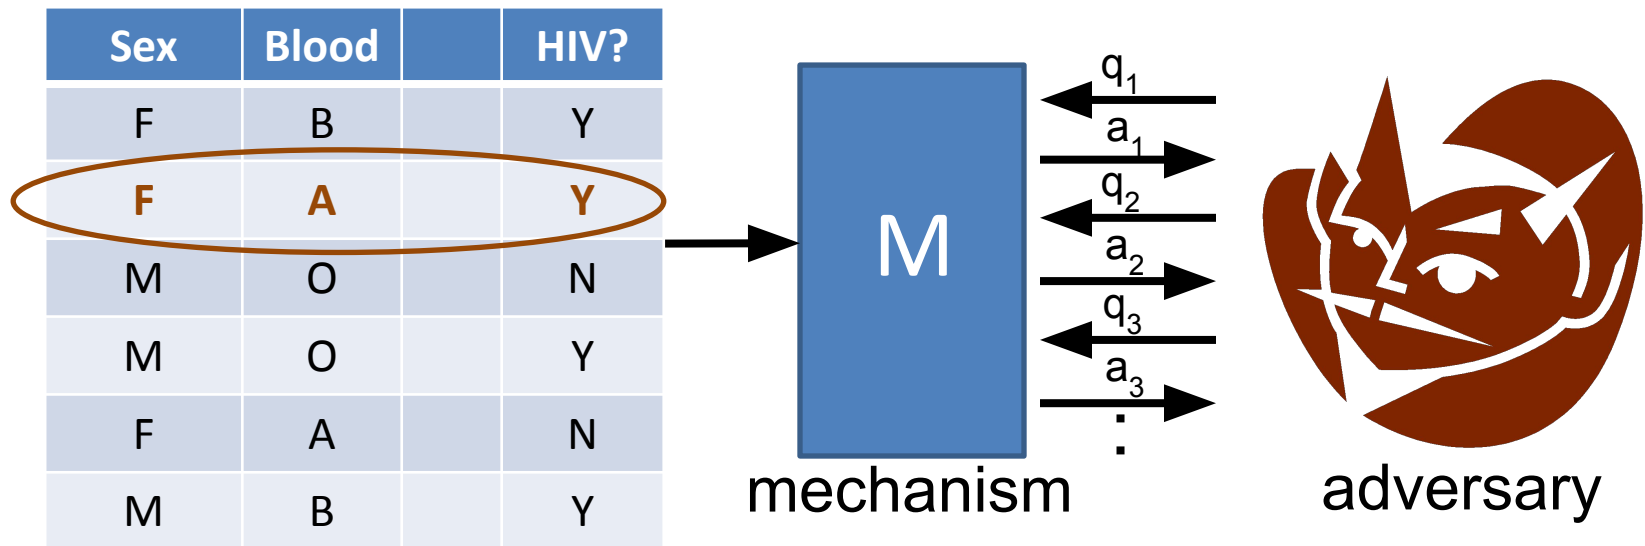 Sex Blood HIV?
F B Y
F A Y
M O N
M O Y
F A N
M B Y
M
mechanism
q1
a1
q2
a2
q3
a3
⋮
adversary